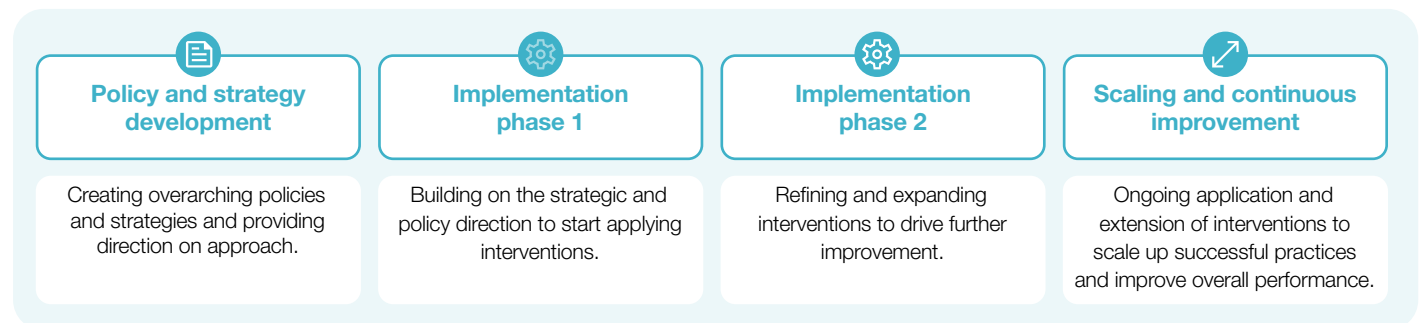 Policy and strategy
development
Creating overarching policies
and strategies and providing
direction on approach.
Implementation
phase 1
Building on the strategic and
policy direction to start applying
interventions.
Implementation
phase 2
Refining and expanding
interventions to drive further
improvement.
Scaling and continuous
improvement
Ongoing application and
extension of interventions to
scale up successful practices
and improve overall performance.